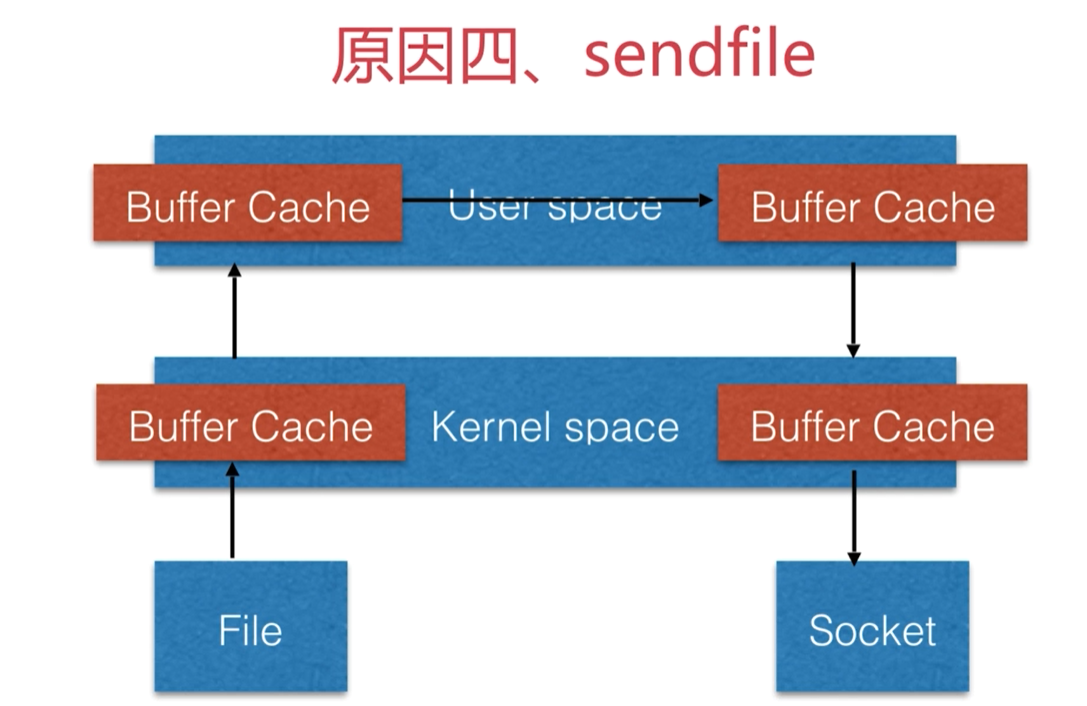 原因四、sendfile
Buffer Cache
User space
Buffer Cache
Buffer Cache
Kernel space
Buffer Cache
File
Socket